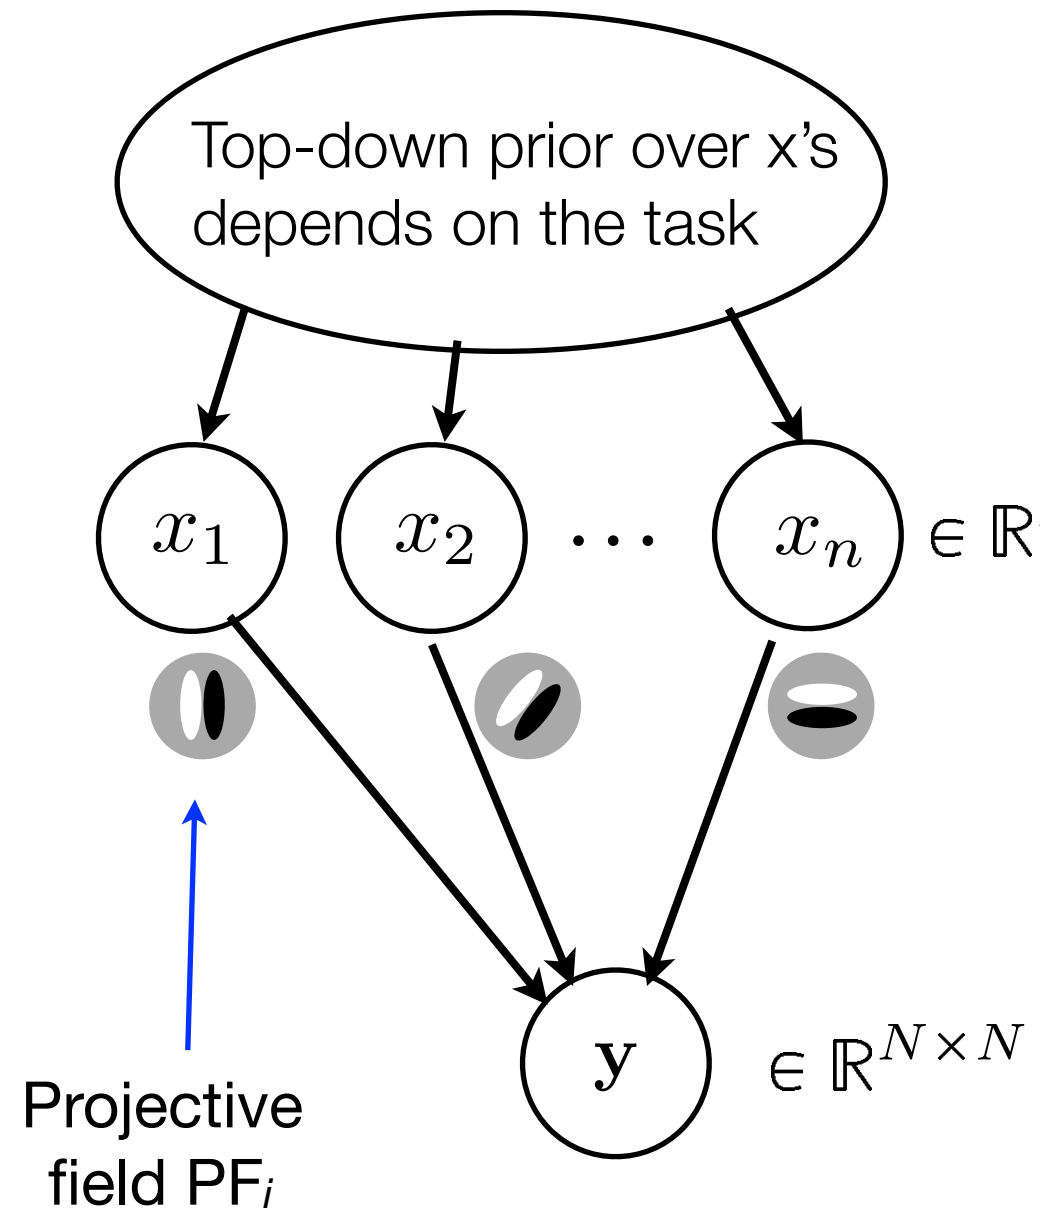 Top-down prior over x's
depends on the task
x₁ x₂ … xₙ ∈ ℝ
y ∈ ℝ^{N×N}
Projective
field PFᵢ